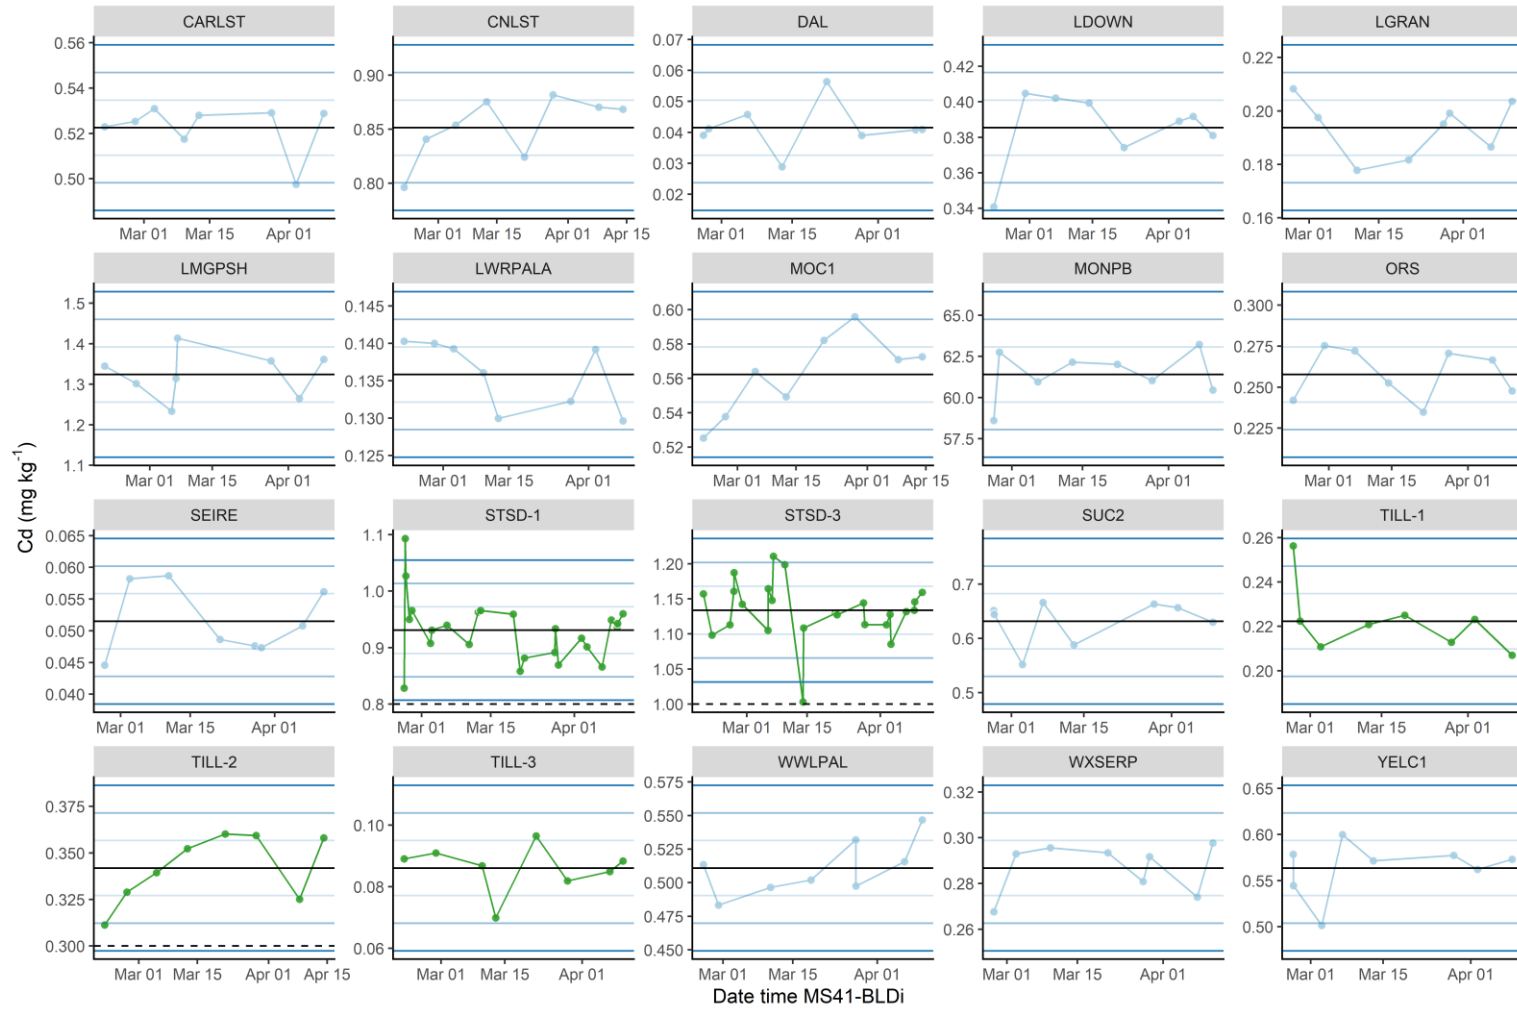 CARLST CNLST DAL LDOWN LGRAN
0.56 0.54 0.52 0.50
0.90 0.85 0.80
0.07 0.06 0.05 0.04 0.03 0.02
0.42 0.40 0.38 0.36 0.34
0.22 0.20 0.18 0.16
Mar 01 Mar 15 Apr 01
Mar 01 Mar 15 Apr 01 Apr 15
Mar 01 Mar 15 Apr 01
Mar 01 Mar 15 Apr 01
Mar 01 Mar 15 Apr 01
LMGPSH LWRPALA MOC1 MONPB ORS
1.5 1.4 1.3 1.2 1.1
0.145 0.140 0.135 0.130 0.125
0.60 0.58 0.56 0.54 0.52
65.0 62.5 60.0 57.5
0.300 0.275 0.250 0.225
Mar 01 Mar 15 Apr 01
Mar 01 Mar 15 Apr 01
Mar 01 Mar 15 Apr 01 Apr 15
Mar 01 Mar 15 Apr 01
Mar 01 Mar 15 Apr 01
Cd (mg kg⁻¹)
SEIRE STSD-1 STSD-3 SUC2 TILL-1
0.065 0.060 0.055 0.050 0.045 0.040
1.1 1.0 0.9 0.8
1.20 1.15 1.10 1.05 1.00
0.7 0.6 0.5
0.26 0.24 0.22 0.20
Mar 01 Mar 15 Apr 01
Mar 01 Mar 15 Apr 01
Mar 01 Mar 15 Apr 01
Mar 01 Mar 15 Apr 01
Mar 01 Mar 15 Apr 01
TILL-2 TILL-3 WWLPAL WXSERP YELC1
0.375 0.350 0.325 0.300
0.10 0.08 0.06
0.575 0.550 0.525 0.500 0.475 0.450
0.32 0.30 0.28 0.26
0.65 0.60 0.55 0.50
Mar 01 Mar 15 Apr 01 Apr 15
Mar 01 Mar 15 Apr 01
Mar 01 Mar 15 Apr 01
Mar 01 Mar 15 Apr 01
Mar 01 Mar 15 Apr 01
Date time MS41-BLDi